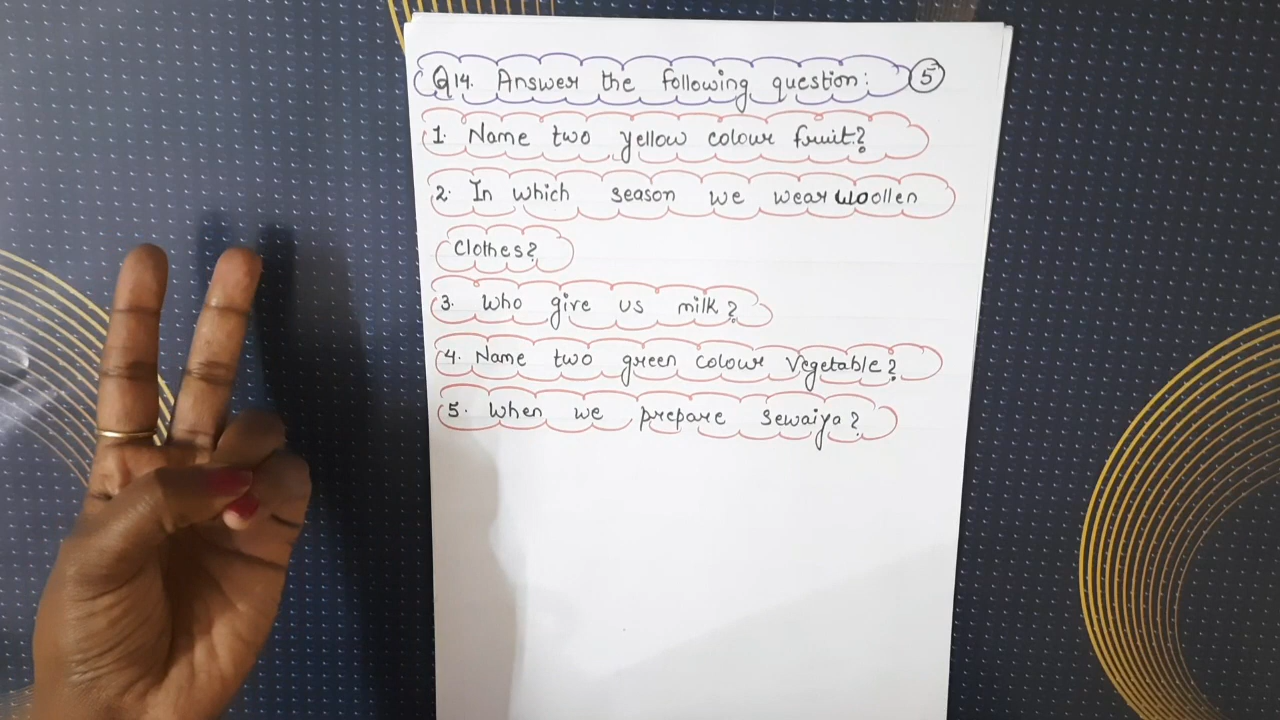 Q14. Answer the following question: 5
1. Name two yellow colour fruit?
2. In which season we wear woollen
clothes?
3. Who give us milk?
4. Name two green colour vegetable?
5. When we prepare sewaiya?